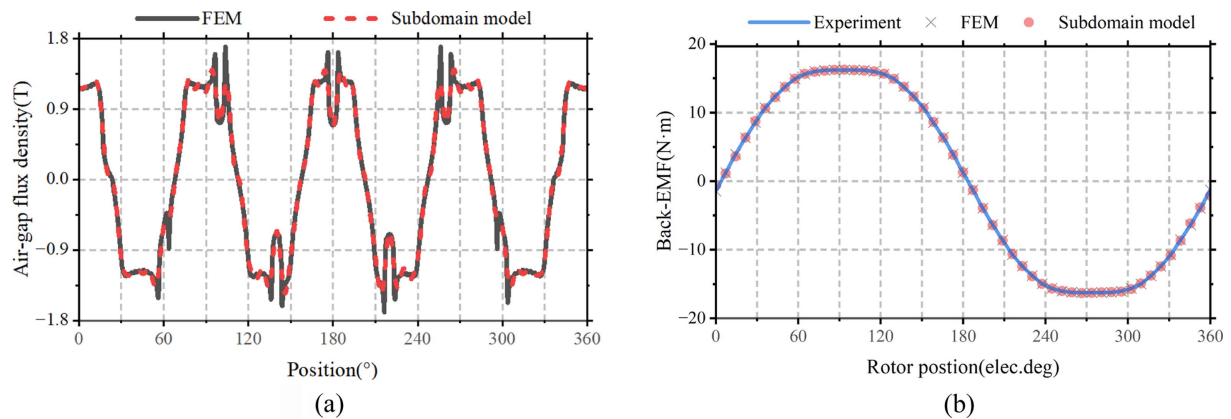 FEM Subdomain model
1.8
0.9
0.0
−0.9
−1.8
Air-gap flux density(T)
0 60 120 180 240 300 360
Position(°)
(a)
Experiment FEM Subdomain model
20
10
0
−10
−20
Back-EMF(N·m)
0 60 120 180 240 300 360
Rotor postion(elec.deg)
(b)